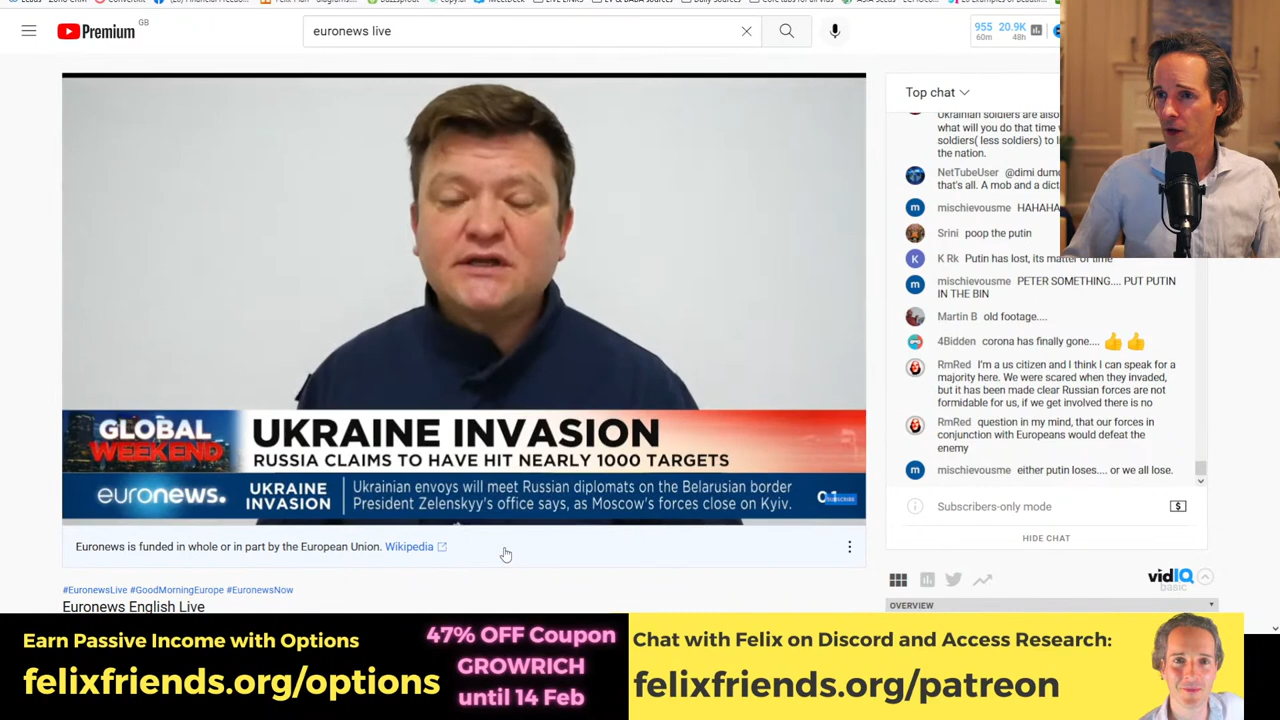 GB
Premium
euronews live
955
60m
20.9K
48h
Top chat
Ukrainian soldiers are also
what will you do that time
soldiers( less soldiers) to
the nation.
NetTubeUser @dimi
that's all. A mob and a
mischievousme
Srini poop the putin
K Rk Putin has lost, its matter of time
mischievousme PETER SOMETHING.... PUT PUTIN
IN THE BIN
Martin B old footage....
4Bidden corona has finally gone.... 👍 👍
RmRed I'm a us citizen and I think I can speak for a
majority here. We were scared when they invaded,
but it has been made clear Russian forces are not
formidable for us, if we get involved there is no
RmRed question in my mind, that our forces in
conjunction with Europeans would defeat the
enemy
mischievousme either putin loses.... or we all lose.
Subscribers-only mode
HIDE CHAT
GLOBAL
WEEKEND
UKRAINE INVASION
RUSSIA CLAIMS TO HAVE HIT NEARLY 1000 TARGETS
euronews.
UKRAINE
INVASION
Ukrainian envoys will meet Russian diplomats on the Belarusian border
President Zelenskyy's office says, as Moscow's forces close on Kyiv.
SUBSCRIBE
Euronews is funded in whole or in part by the European Union. Wikipedia
#EuronewsLive #GoodMorningEurope #EuronewsNow
Euronews English Live
vidIQ
BASIC
OVERVIEW
Earn Passive Income with Options
felixfriends.org/options
47% OFF Coupon
GROWRICH
until 14 Feb
Chat with Felix on Discord and Access Research:
felixfriends.org/patreon